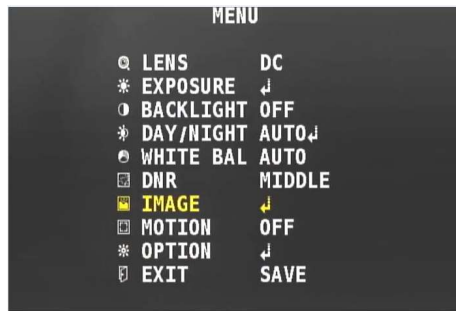 MENU
LENS DC
EXPOSURE ↲
BACKLIGHT OFF
DAY/NIGHT AUTO↲
WHITE BAL AUTO
DNR MIDDLE
IMAGE ↲
MOTION OFF
OPTION ↲
EXIT SAVE